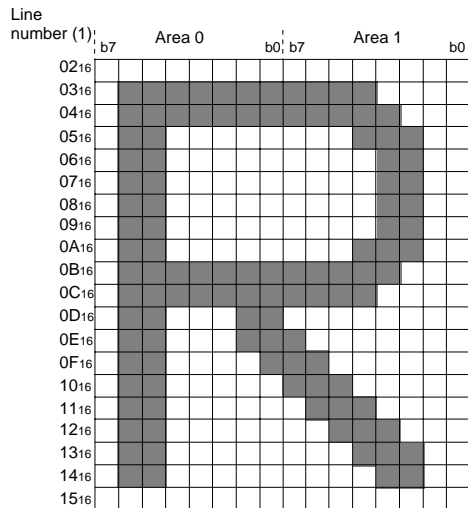 Line
number (1)
Area 0 Area 1
b7 b0 b7 b0
02₁₆
03₁₆
04₁₆
05₁₆
06₁₆
07₁₆
08₁₆
09₁₆
0A₁₆
0B₁₆
0C₁₆
0D₁₆
0E₁₆
0F₁₆
10₁₆
11₁₆
12₁₆
13₁₆
14₁₆
15₁₆